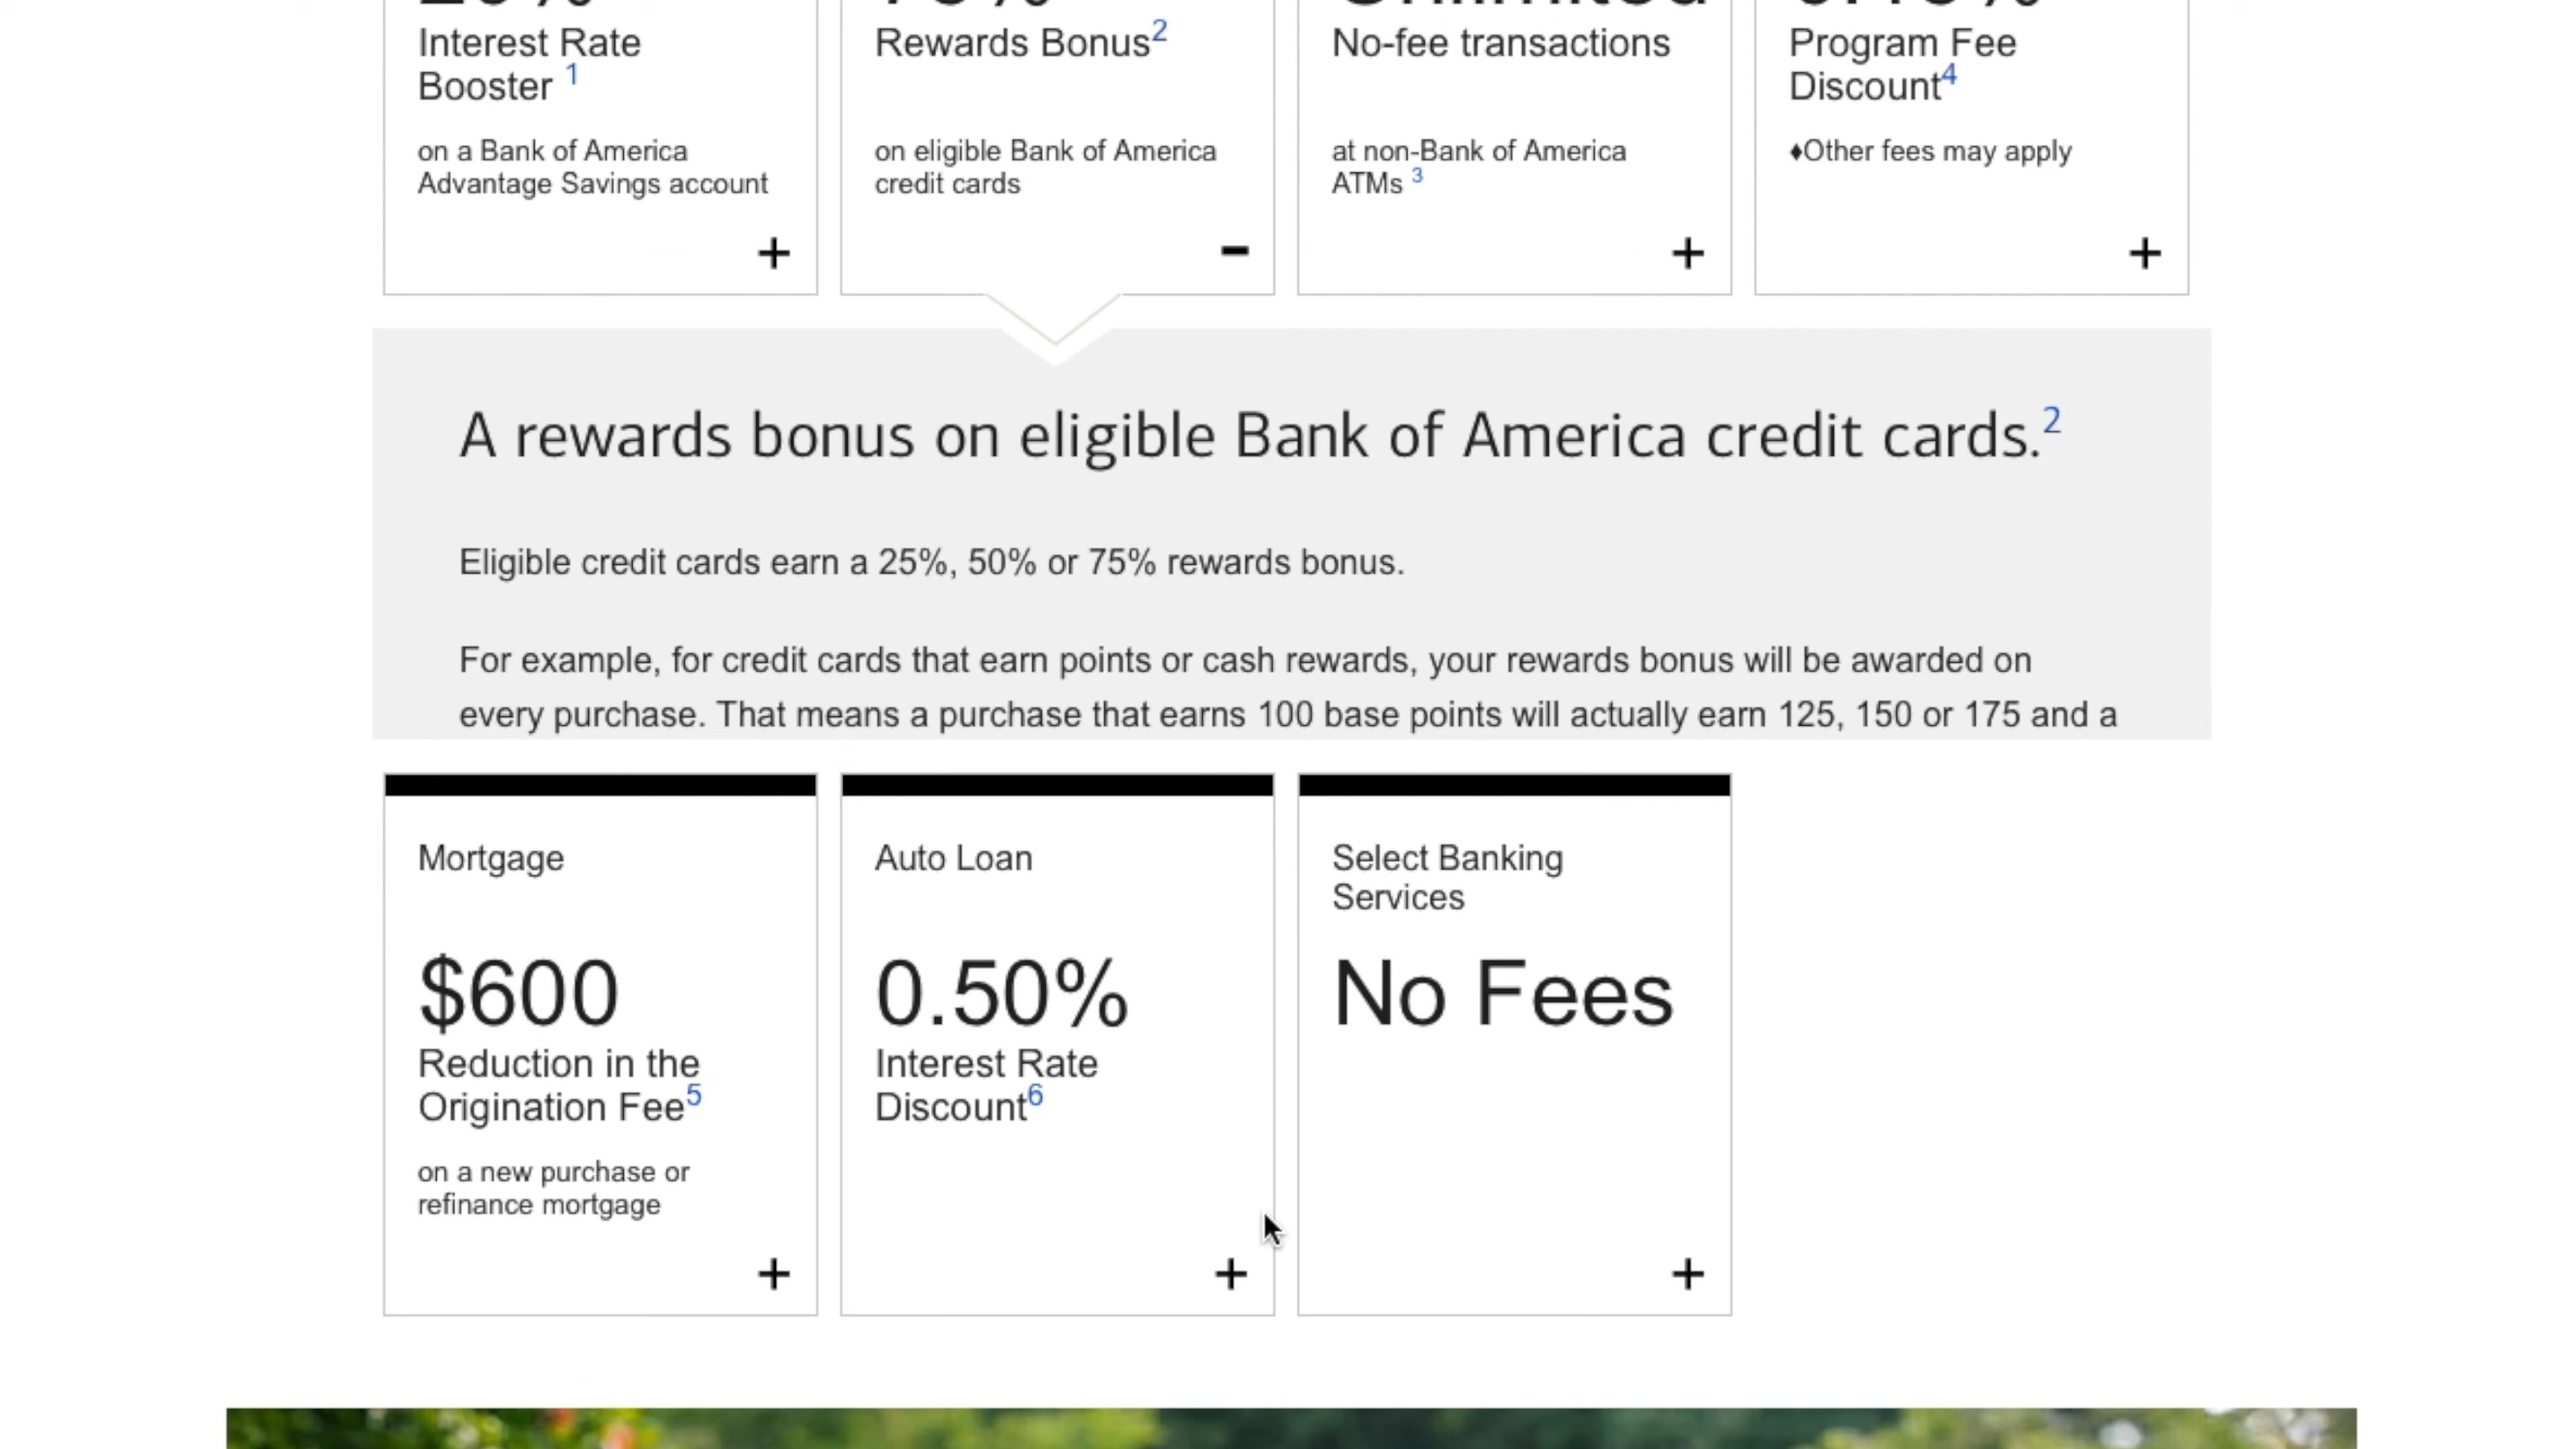 Interest Rate
Booster 1
on a Bank of America
Advantage Savings account
+
Rewards Bonus2
on eligible Bank of America
credit cards
-
No-fee transactions
at non-Bank of America
ATMs 3
+
Program Fee
Discount4
♦Other fees may apply
+
A rewards bonus on eligible Bank of America credit cards.2
Eligible credit cards earn a 25%, 50% or 75% rewards bonus.
For example, for credit cards that earn points or cash rewards, your rewards bonus will be awarded on
every purchase. That means a purchase that earns 100 base points will actually earn 125, 150 or 175 and a
Mortgage
$600
Reduction in the
Origination Fee5
on a new purchase or
refinance mortgage
+
Auto Loan
0.50%
Interest Rate
Discount6
+
Select Banking
Services
No Fees
+